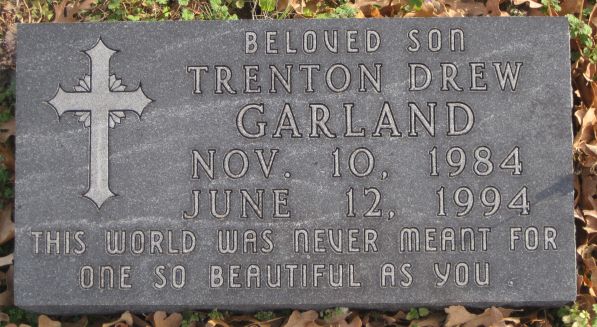 BELOVED SON
TRENTON DREW
GARLAND
NOV. 10, 1984
JUNE 12, 1994
THIS WORLD WAS NEVER MEANT FOR
ONE SO BEAUTIFUL AS YOU.